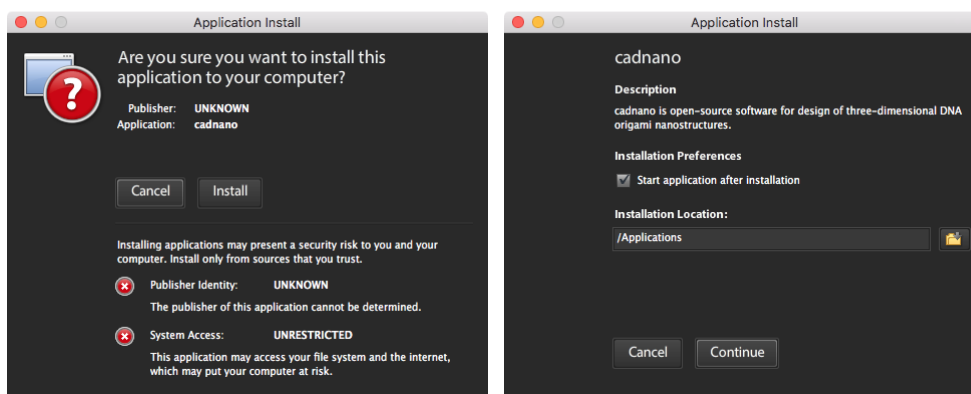 Application Install
Are you sure you want to install this
application to your computer?
Publisher: UNKNOWN
Application: cadnano
Cancel Install
Installing applications may present a security risk to you and your
computer. Install only from sources that you trust.
Publisher Identity: UNKNOWN
The publisher of this application cannot be determined.
System Access: UNRESTRICTED
This application may access your file system and the internet,
which may put your computer at risk.
Application Install
cadnano
Description
cadnano is open-source software for design of three-dimensional DNA
origami nanostructures.
Installation Preferences
Start application after installation
Installation Location:
/Applications
Cancel Continue